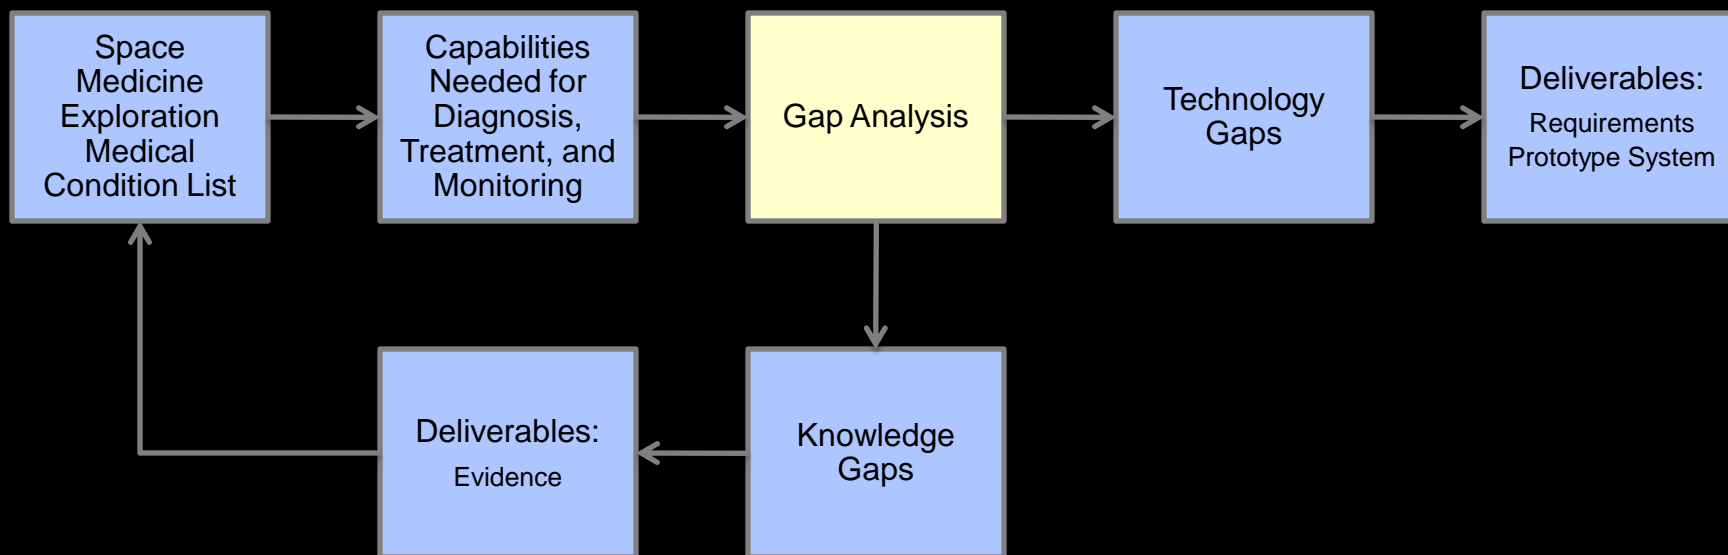 Space
Medicine
Exploration
Medical
Condition List
Capabilities
Needed for
Diagnosis,
Treatment, and
Monitoring
Gap Analysis
Technology
Gaps
Deliverables:
Requirements
Prototype System
Deliverables:
Evidence
Knowledge
Gaps